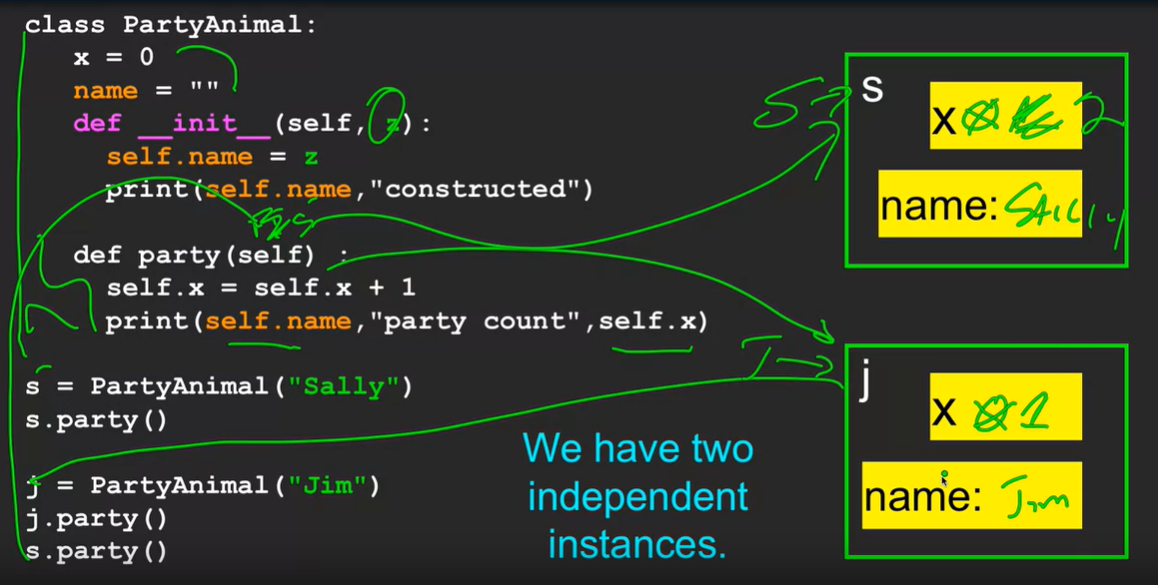 class PartyAnimal:
x = 0
name = ""
def __init__(self, z):
self.name = z
print(self.name,"constructed")
def party(self) :
self.x = self.x + 1
print(self.name,"party count",self.x)
s = PartyAnimal("Sally")
s.party()
j = PartyAnimal("Jim")
j.party()
s.party()
We have two
independent
instances.
S
s
x 0 2
name: SAlly
J
j
x 0 1
name: Jim